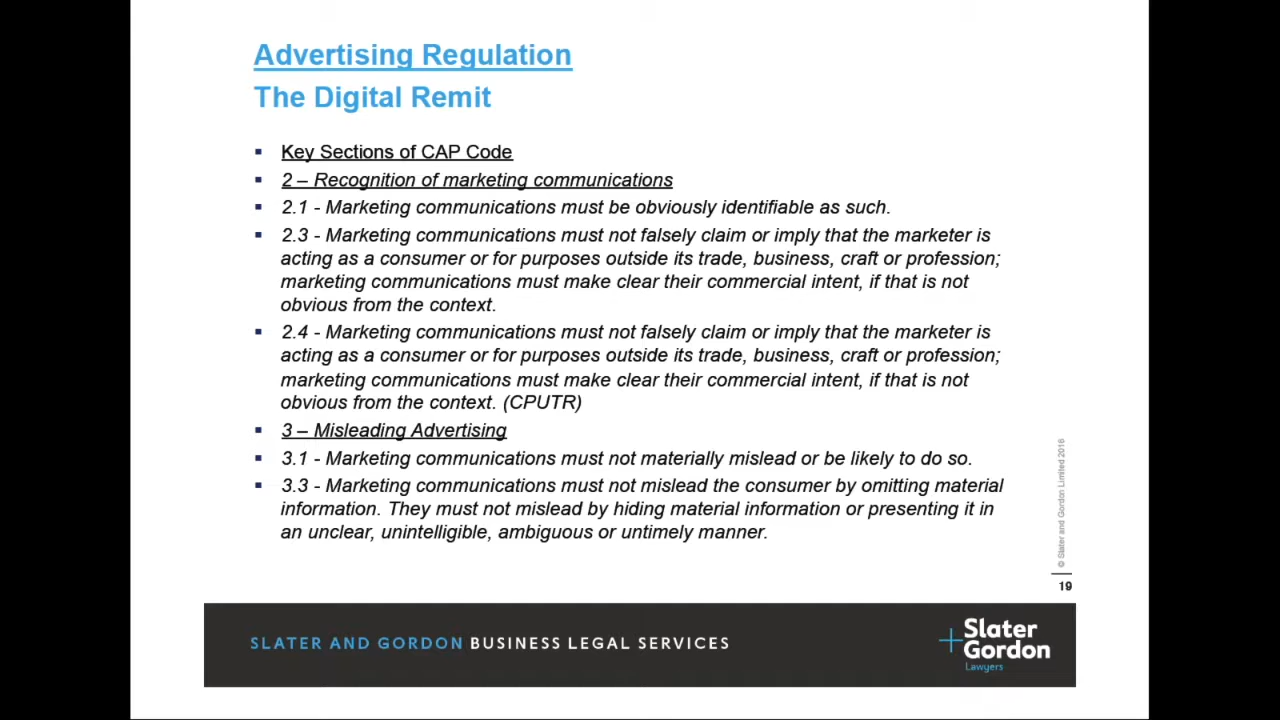 Advertising Regulation
The Digital Remit
Key Sections of CAP Code
2 – Recognition of marketing communications
2.1 - Marketing communications must be obviously identifiable as such.
2.3 - Marketing communications must not falsely claim or imply that the marketer is
acting as a consumer or for purposes outside its trade, business, craft or profession;
marketing communications must make clear their commercial intent, if that is not
obvious from the context.
2.4 - Marketing communications must not falsely claim or imply that the marketer is
acting as a consumer or for purposes outside its trade, business, craft or profession;
marketing communications must make clear their commercial intent, if that is not
obvious from the context. (CPUTR)
3 – Misleading Advertising
3.1 - Marketing communications must not materially mislead or be likely to do so.
3.3 - Marketing communications must not mislead the consumer by omitting material
information. They must not mislead by hiding material information or presenting it in
an unclear, unintelligible, ambiguous or untimely manner.
© Slater and Gordon Limited 2016
19
SLATER AND GORDON BUSINESS LEGAL SERVICES
Slater
Gordon
Lawyers